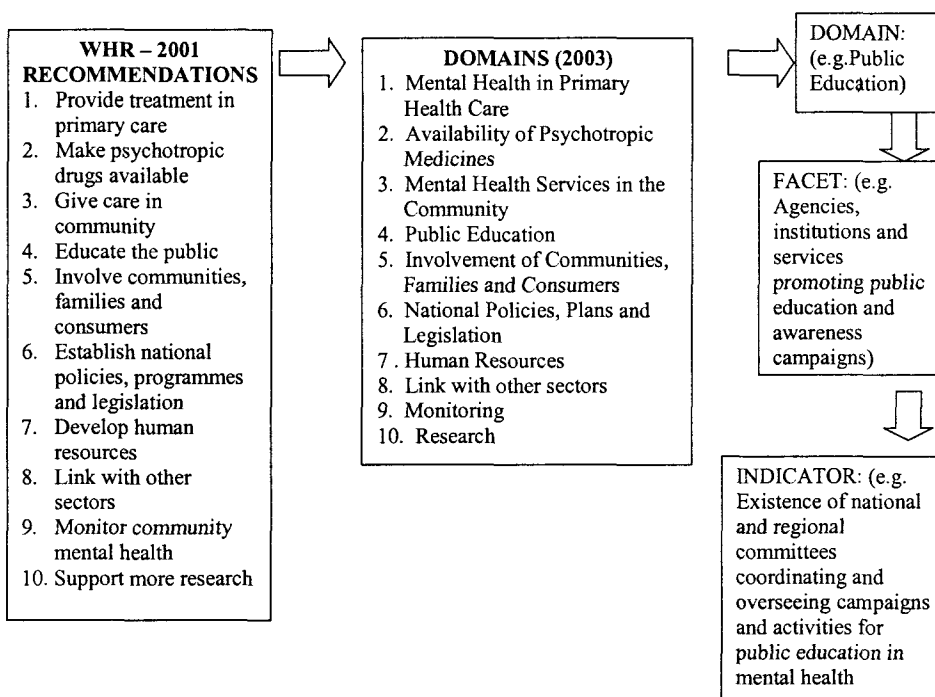 WHR – 2001
RECOMMENDATIONS
1. Provide treatment in
primary care
2. Make psychotropic
drugs available
3. Give care in
community
4. Educate the public
5. Involve communities,
families and
consumers
6. Establish national
policies, programmes
and legislation
7. Develop human
resources
8. Link with other
sectors
9. Monitor community
mental health
10. Support more research
DOMAINS (2003)
1. Mental Health in Primary
Health Care
2. Availability of Psychotropic
Medicines
3. Mental Health Services in the
Community
4. Public Education
5. Involvement of Communities,
Families and Consumers
6. National Policies, Plans and
Legislation
7 . Human Resources
8. Link with other sectors
9. Monitoring
10. Research
DOMAIN:
(e.g.Public
Education)
FACET: (e.g.
Agencies,
institutions and
services
promoting public
education and
awareness
campaigns)
INDICATOR: (e.g.
Existence of national
and regional
committees
coordinating and
overseeing campaigns
and activities for
public education in
mental health